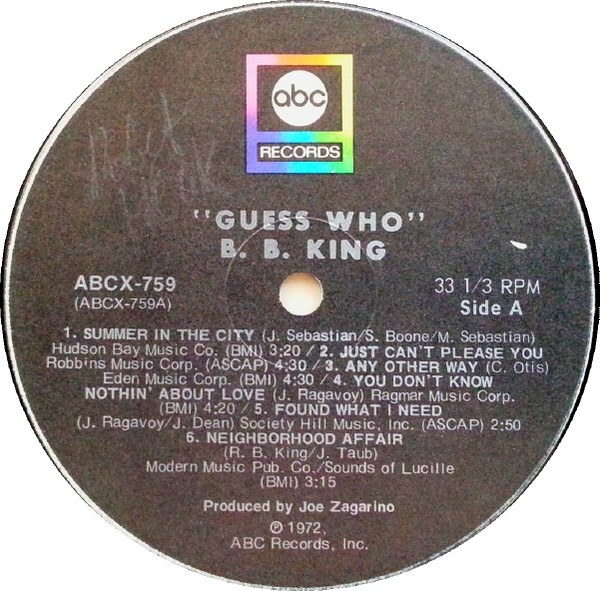 abc
RECORDS
"GUESS WHO"
B. B. KING
ABCX-759
(ABCX-759A)
33 1/3 RPM
Side A
1. SUMMER IN THE CITY (J. Sebastian/S. Boone/M. Sebastian)
Hudson Bay Music Co. (BMI) 3:20 / 2. JUST CAN'T PLEASE YOU
Robbins Music Corp. (ASCAP) 4:30 / 3. ANY OTHER WAY (C. Otis)
Eden Music Corp. (BMI) 4:30 / 4. YOU DON'T KNOW
NOTHIN' ABOUT LOVE (J. Ragavoy) Ragmar Music Corp.
(BMI) 4:20 / 5. FOUND WHAT I NEED
(J. Ragavoy/J. Dean) Society Hill Music, Inc. (ASCAP) 2:50
6. NEIGHBORHOOD AFFAIR
(R. B. King/J. Taub)
Modern Music Pub. Co./Sounds of Lucille
(BMI) 3:15
Produced by Joe Zagarino
℗ 1972,
ABC Records, Inc.